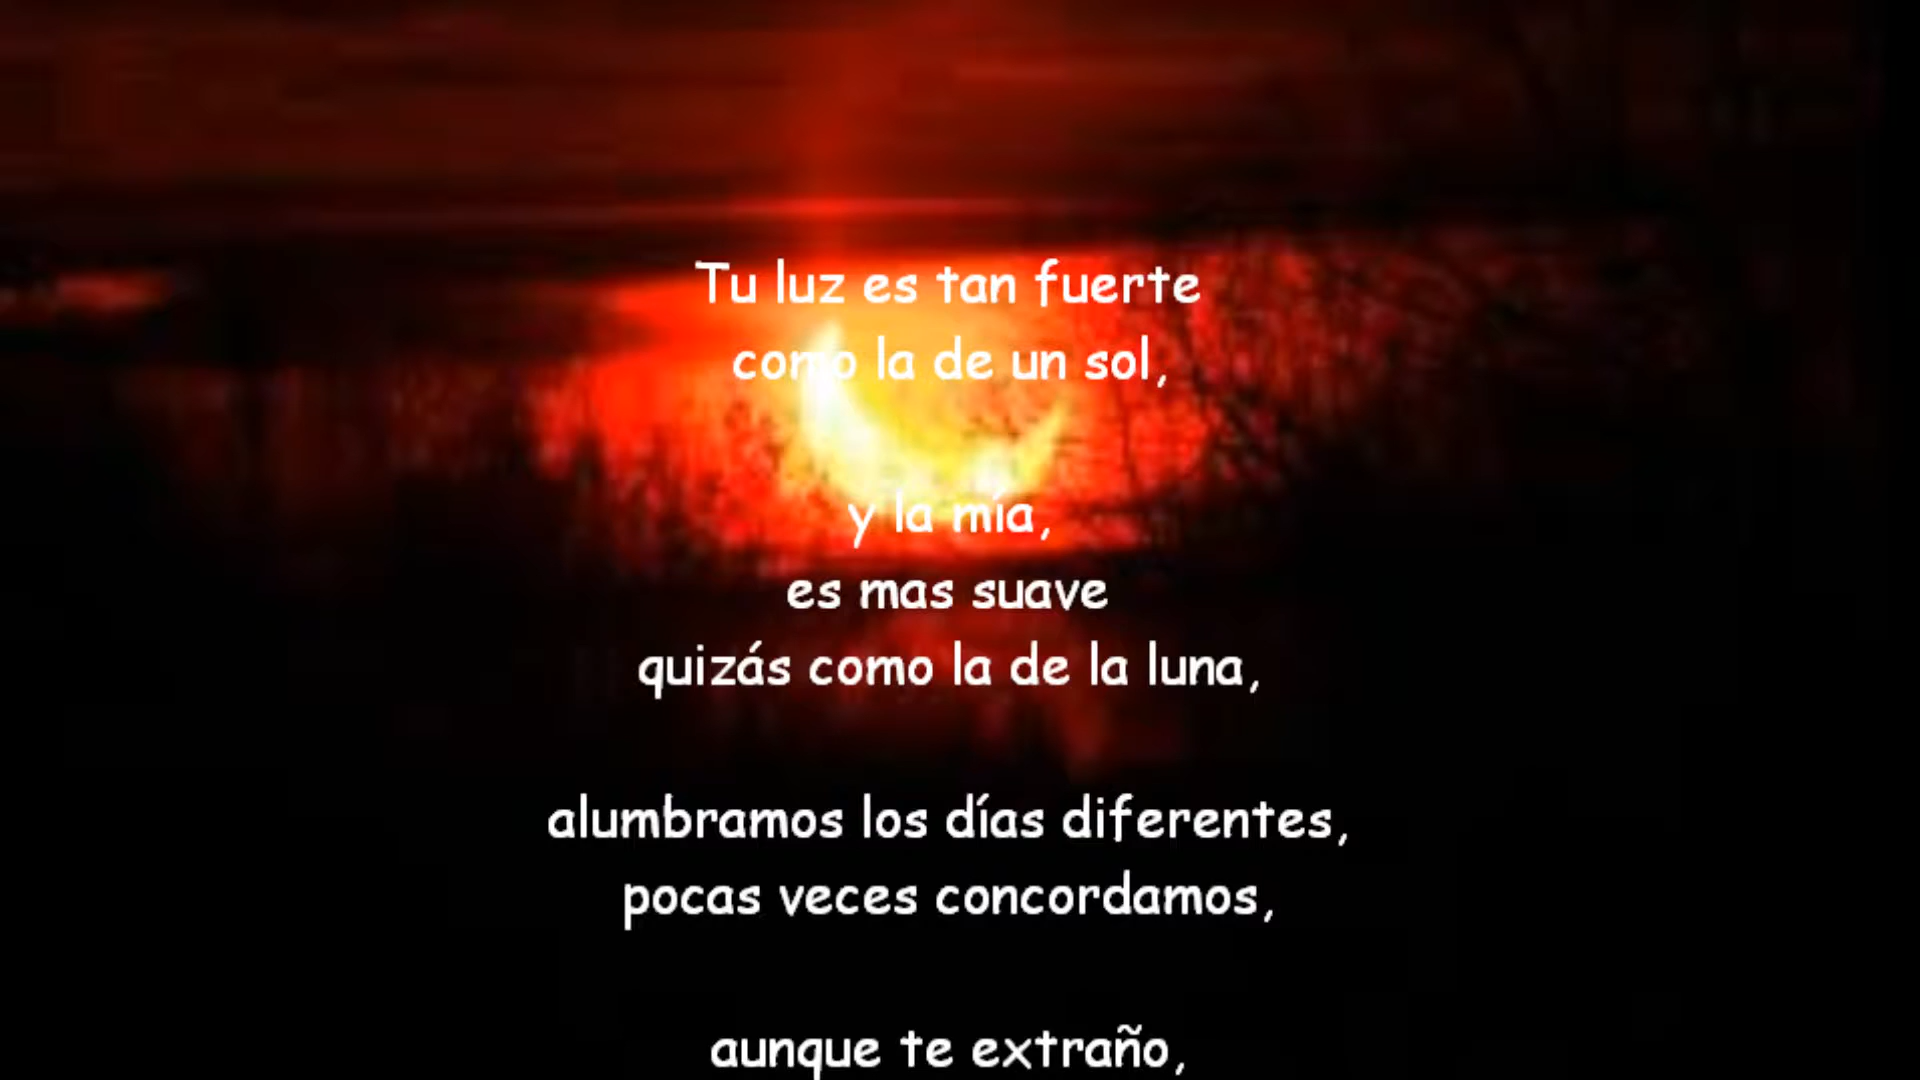 Tu luz es tan fuerte
como la de un sol,
y la mía,
es mas suave
quizás como la de la luna,
alumbramos los días diferentes,
pocas veces concordamos,
aunque te extraño,